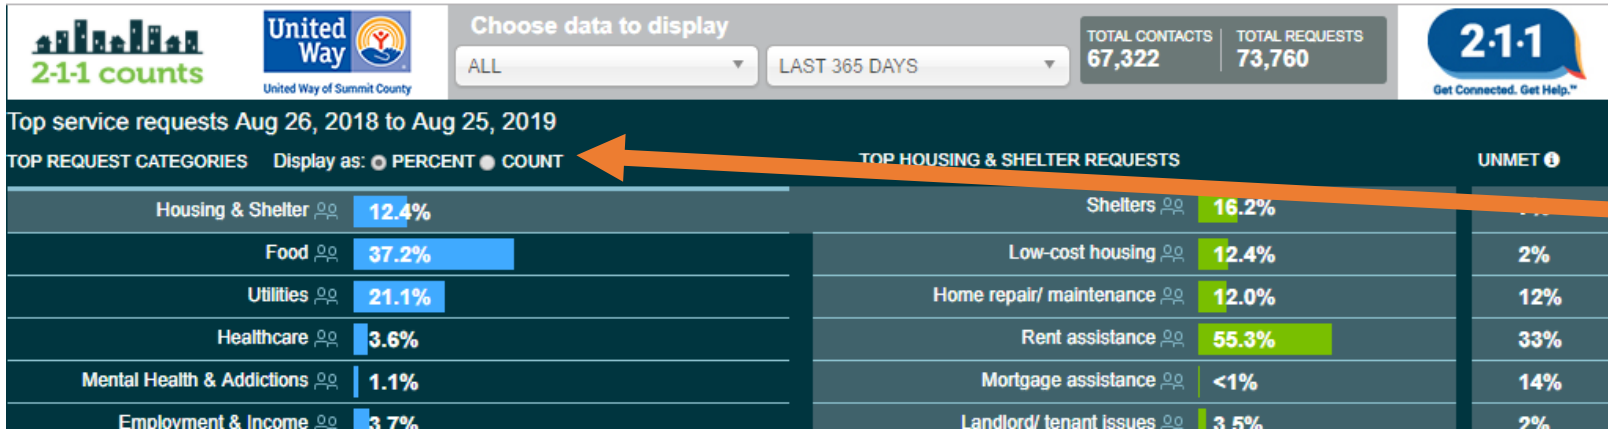 2-1-1 counts
United
Way
United Way of Summit County
Choose data to display
ALL
LAST 365 DAYS
TOTAL CONTACTS
67,322
TOTAL REQUESTS
73,760
2·1·1
Get Connected. Get Help.™
Top service requests Aug 26, 2018 to Aug 25, 2019
TOP REQUEST CATEGORIES Display as: PERCENT COUNT
TOP HOUSING & SHELTER REQUESTS
UNMET
Housing & Shelter 12.4%
Food 37.2%
Utilities 21.1%
Healthcare 3.6%
Mental Health & Addictions 1.1%
Employment & Income 3.7%
Shelters 16.2%
Low-cost housing 12.4% 2%
Home repair/ maintenance 12.0% 12%
Rent assistance 55.3% 33%
Mortgage assistance <1% 14%
Landlord/ tenant issues 3.5% 2%